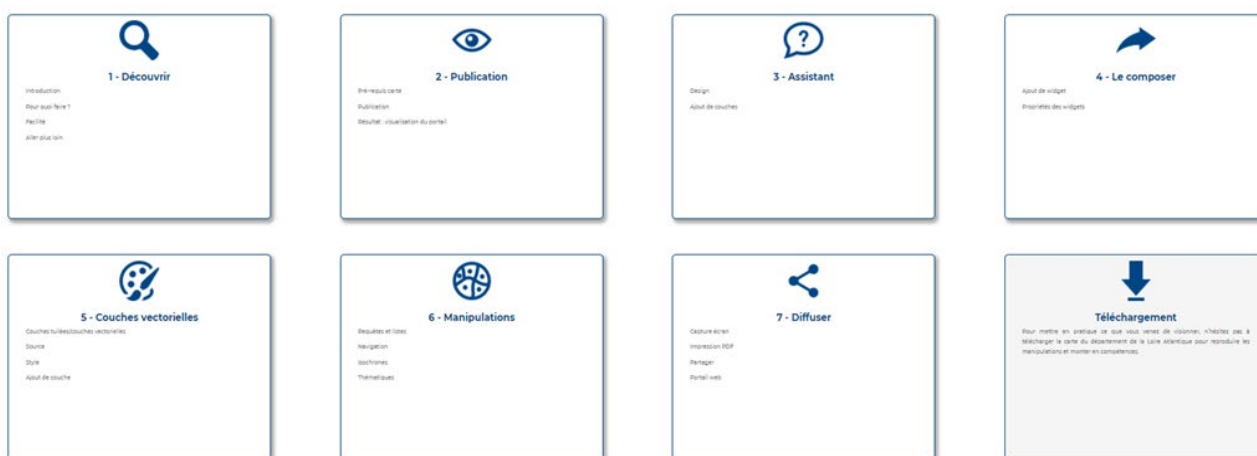 1 - Découvrir
Introduction
Pour quoi faire ?
Facilité
Aller plus loin
2 - Publication
Pré-requis carte
Publication
Résultat : visualisation du portail
3 - Assistant
Design
Ajout de couches
4 - Le composer
Ajout de widget
Propriétés des widgets
5 - Couches vectorielles
Couches tuilées/couches vectorielles
Source
Style
Ajout de couche
6 - Manipulations
Requêtes et listes
Navigation
Isochrones
Thématiques
7 - Diffuser
Capture écran
Impression PDF
Partager
Portail web
Téléchargement
Pour mettre en pratique ce que vous venez de visionner, n'hésitez pas à
télécharger la carte du département de la Loire Atlantique pour reproduire les
manipulations et monter en compétences.